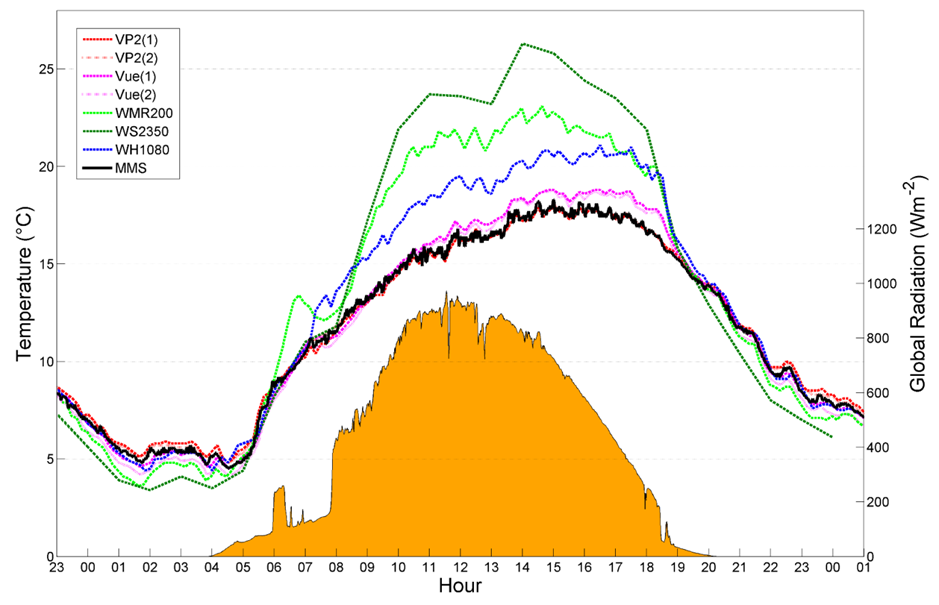 VP2(1)
VP2(2)
Vue(1)
Vue(2)
WMR200
WS2350
WH1080
MMS
Temperature (°C)
25
20
15
10
5
0
Global Radiation (Wm⁻²)
1200
1000
800
600
400
200
0
23 00 01 02 03 04 05 06 07 08 09 10 11 12 13 14 15 16 17 18 19 20 21 22 23 00 01
Hour